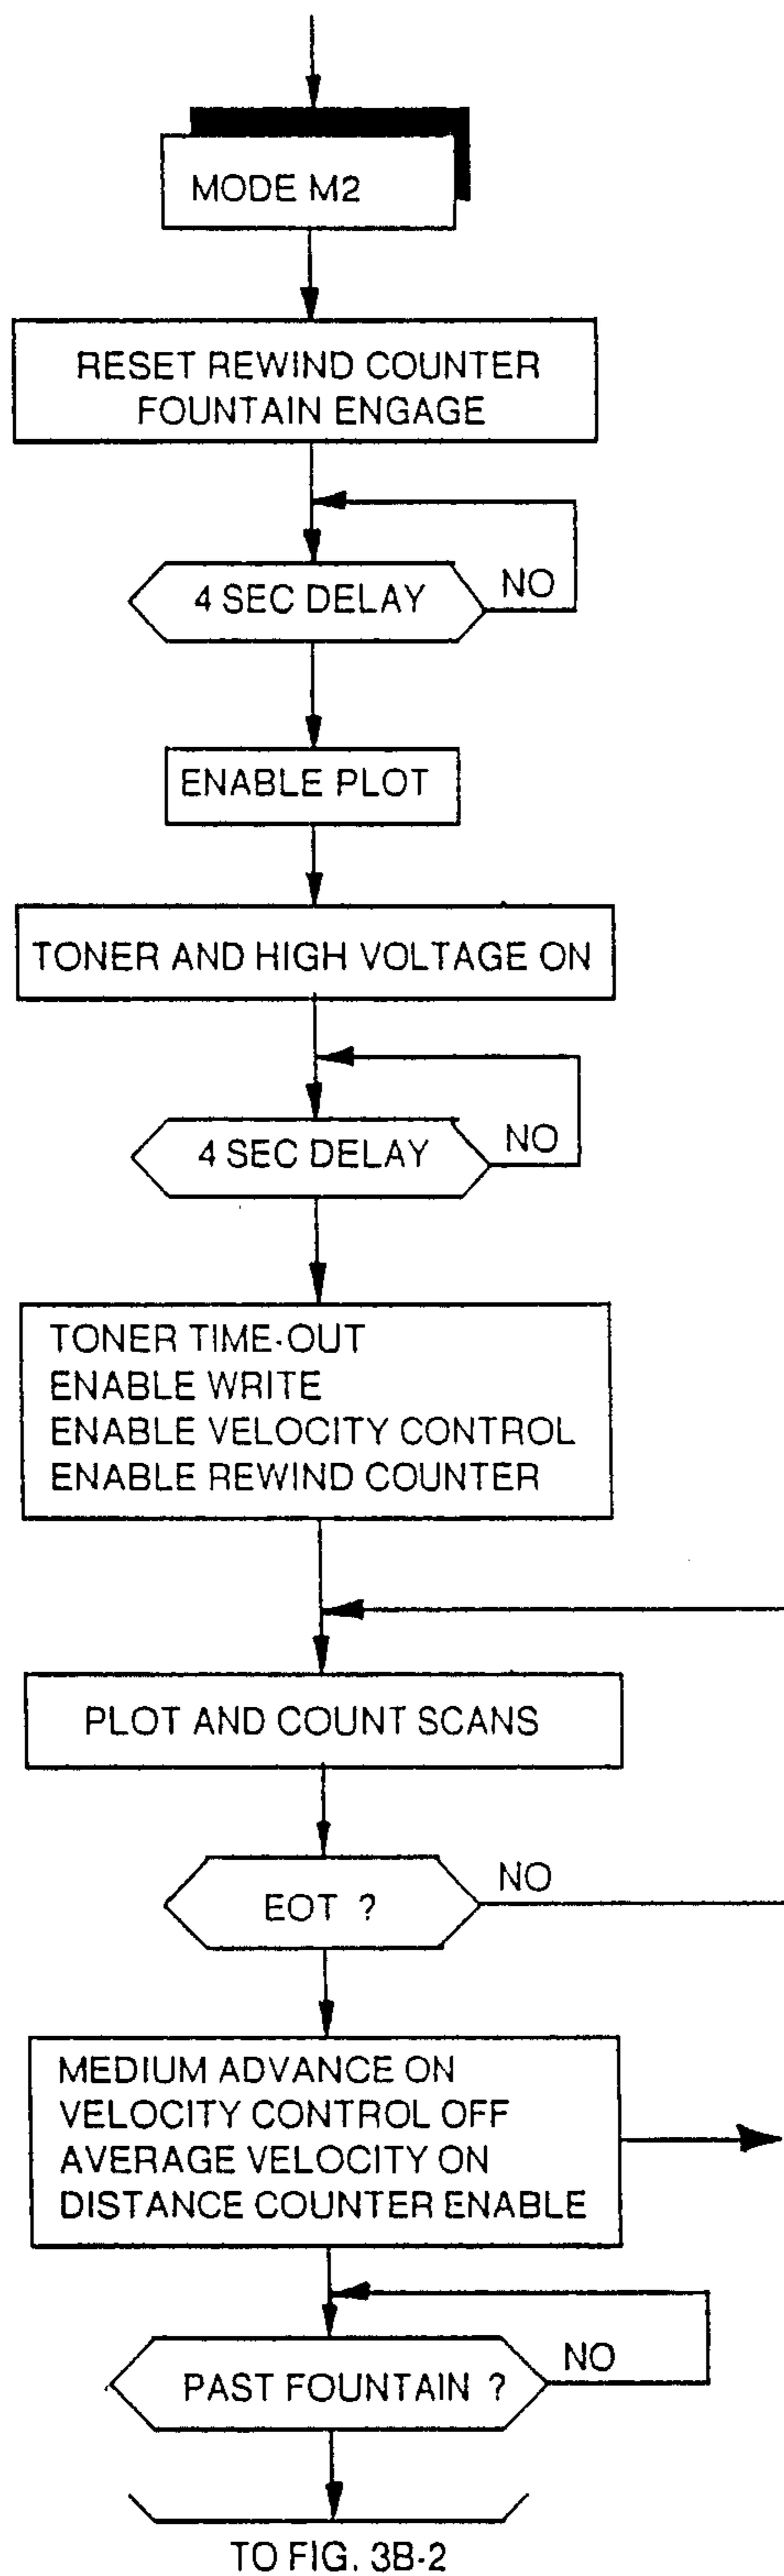 MODE M2
RESET REWIND COUNTER
FOUNTAIN ENGAGE
4 SEC DELAY
NO
ENABLE PLOT
TONER AND HIGH VOLTAGE ON
4 SEC DELAY
NO
TONER TIME-OUT
ENABLE WRITE
ENABLE VELOCITY CONTROL
ENABLE REWIND COUNTER
PLOT AND COUNT SCANS
EOT ?
NO
MEDIUM ADVANCE ON
VELOCITY CONTROL OFF
AVERAGE VELOCITY ON
DISTANCE COUNTER ENABLE
PAST FOUNTAIN ?
NO
TO FIG. 3B-2